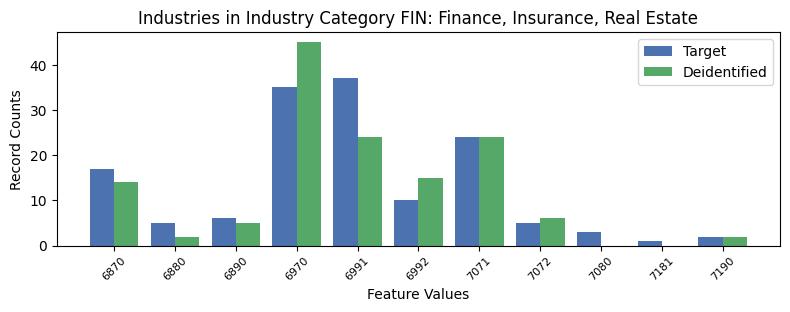 Industries in Industry Category FIN: Finance, Insurance, Real Estate
Target
Deidentified
Record Counts
40
30
20
10
0
6870 6880 6890 6970 6991 6992 7071 7072 7080 7181 7190
Feature Values